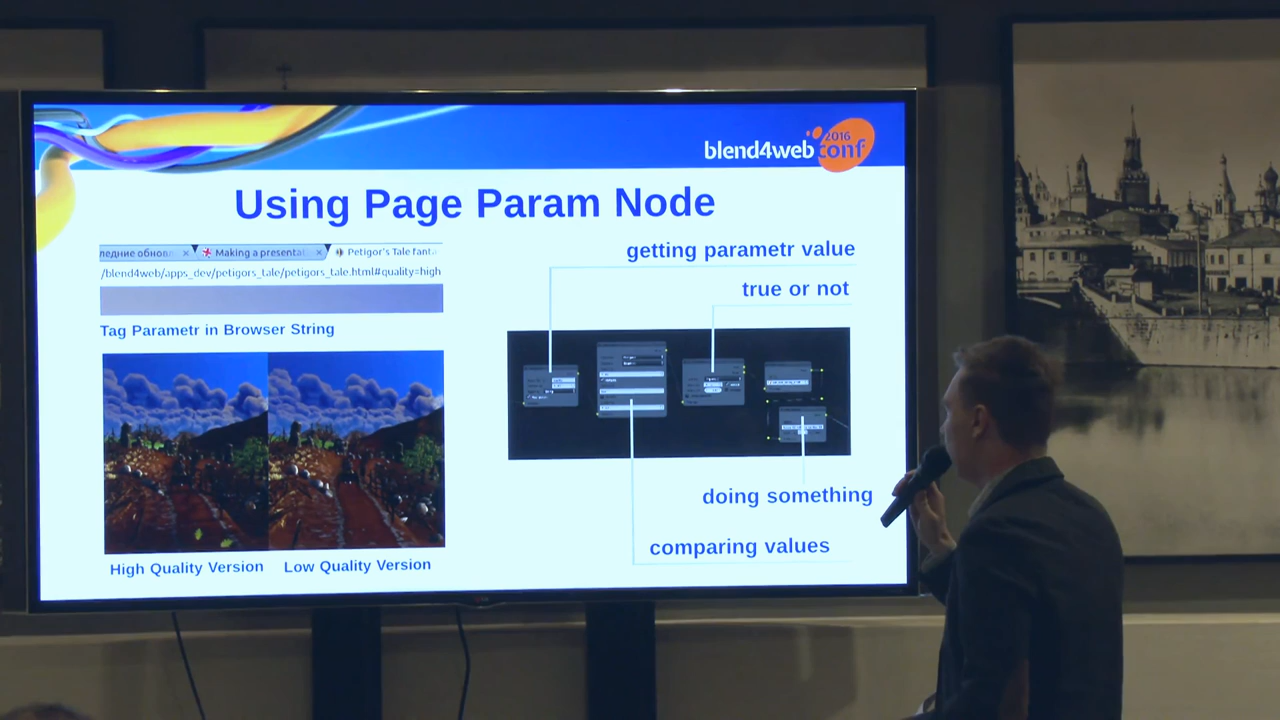 blend4web
2016
conf
Using Page Param Node
ледние обнов
Making a presentat
Petigor's Tale fant
/blend4web/apps_dev/petigors_tale/petigors_tale.html#quality=high
Tag Parametr in Browser String
High Quality Version
Low Quality Version
getting parametr value
true or not
doing something
comparing values